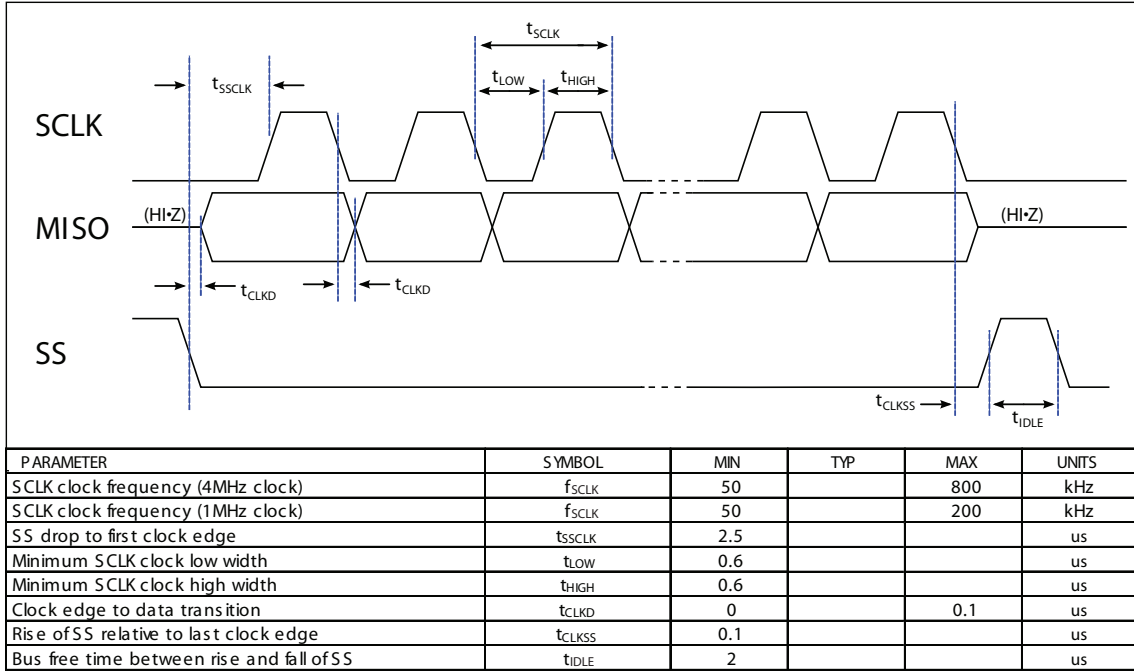 tSCLK
tSSCLK
tLOW
tHIGH
SCLK
(HI•Z)
(HI•Z)
MISO
tCLKD
tCLKD
SS
tCLKSS
tIDLE
PARAMETER SYMBOL MIN TYP MAX UNITS
SCLK clock frequency (4MHz clock) fSCLK 50 800 kHz
SCLK clock frequency (1MHz clock) fSCLK 50 200 kHz
SS drop to first clock edge tSSCLK 2.5 us
Minimum SCLK clock low width tLOW 0.6 us
Minimum SCLK clock high width tHIGH 0.6 us
Clock edge to data transition tCLKD 0 0.1 us
Rise of SS relative to last clock edge tCLKSS 0.1 us
Bus free time between rise and fall of SS tIDLE 2 us